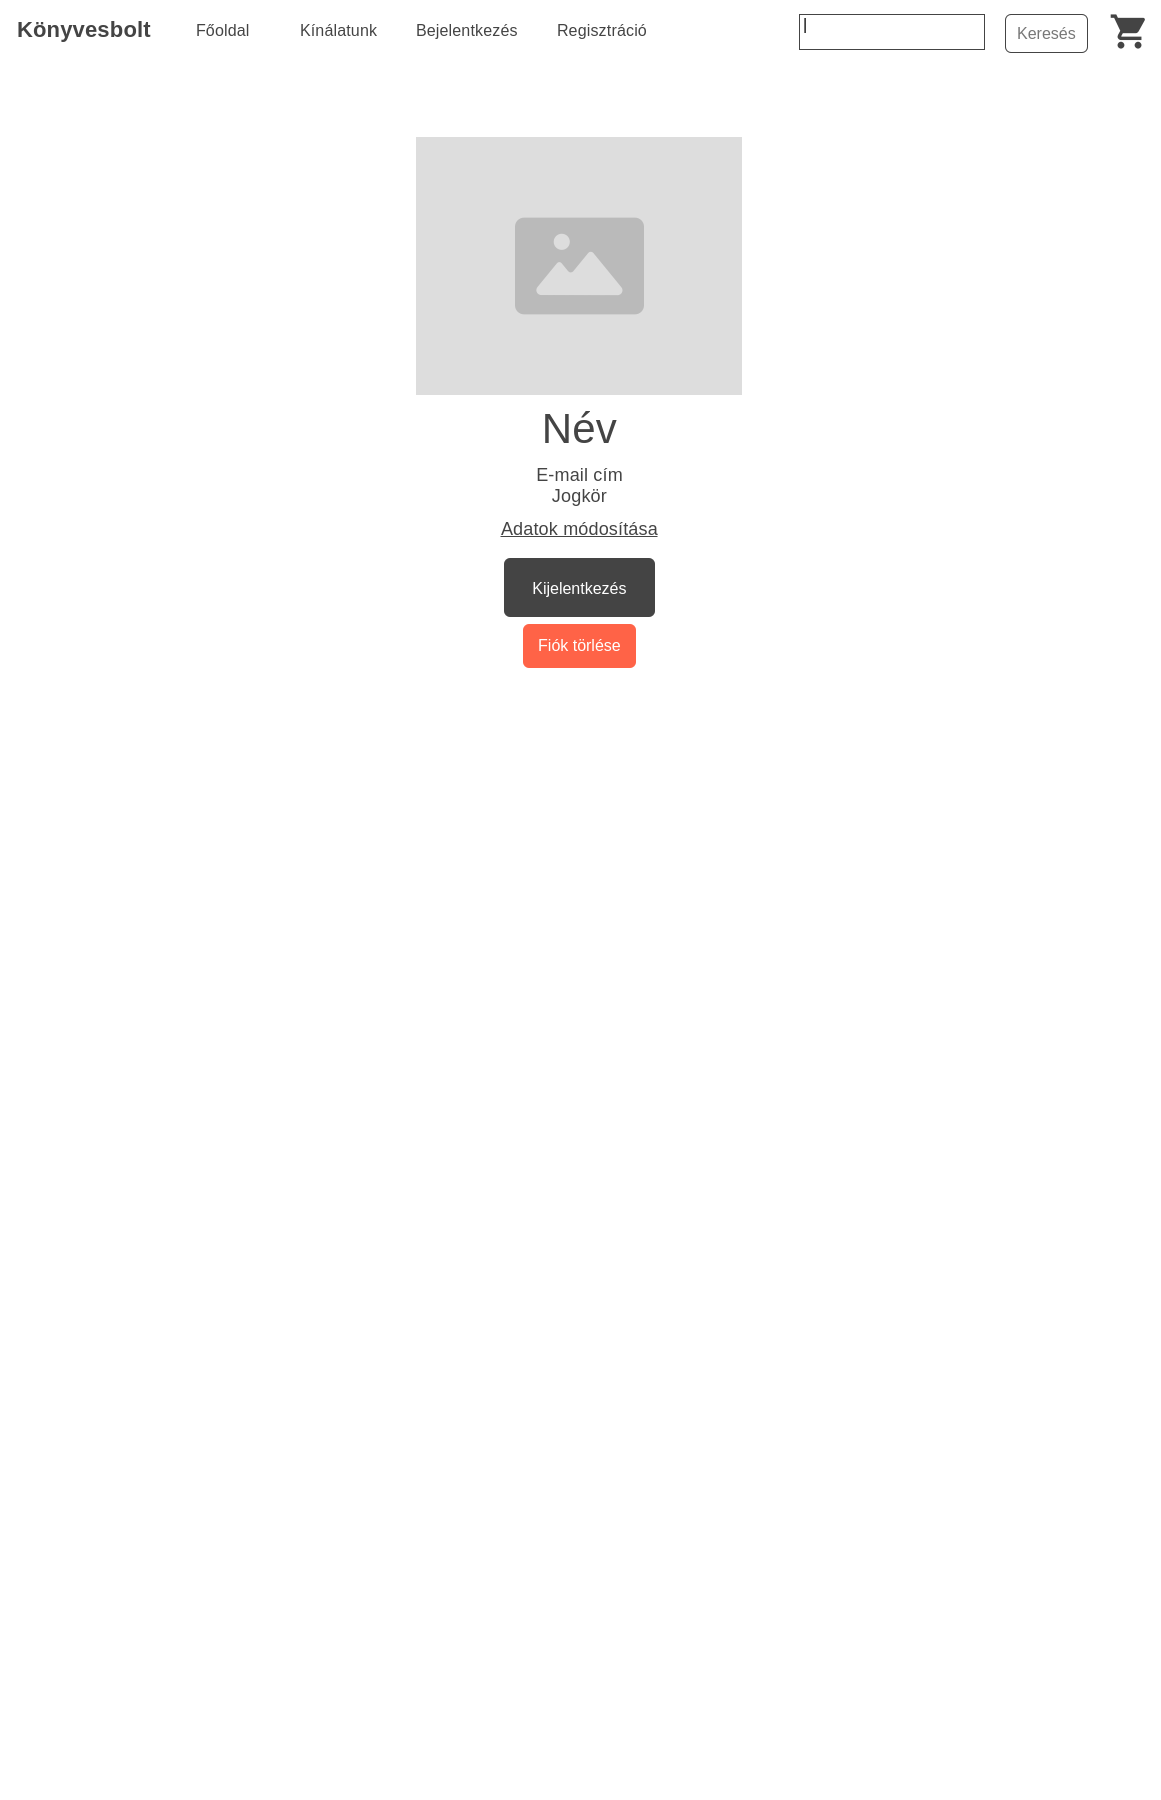 Könyvesbolt Főoldal Kínálatunk Bejelentkezés Regisztráció Keresés
Név
E-mail cím
Jogkör
Adatok módosítása
Kijelentkezés
Fiók törlése